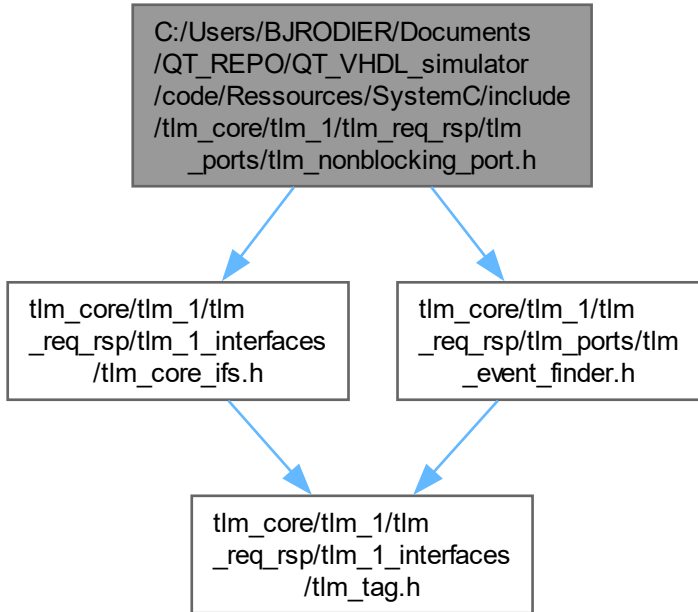 C:/Users/BJRODIER/Documents
/QT_REPO/QT_VHDL_simulator
/code/Ressources/SystemC/include
/tlm_core/tlm_1/tlm_req_rsp/tlm
_ports/tlm_nonblocking_port.h
tlm_core/tlm_1/tlm
_req_rsp/tlm_1_interfaces
/tlm_core_ifs.h
tlm_core/tlm_1/tlm
_req_rsp/tlm_ports/tlm
_event_finder.h
tlm_core/tlm_1/tlm
_req_rsp/tlm_1_interfaces
/tlm_tag.h